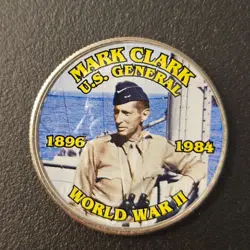 MARK CLARK
U.S. GENERAL
1896 1984
WORLD WAR II